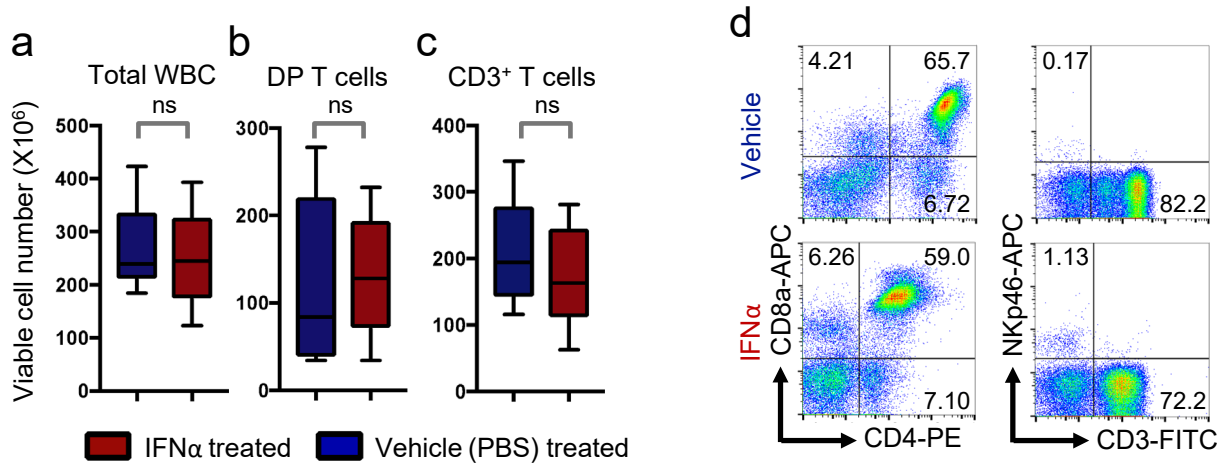 a
Total WBC
ns
Viable cell number (X10⁶)
500
400
300
200
100
0
b
DP T cells
ns
300
200
100
0
c
CD3⁺ T cells
ns
400
300
200
100
0
IFNα treated
Vehicle (PBS) treated
d
Vehicle
4.21
65.7
6.72
0.17
82.2
IFNα
CD8a-APC
6.26
59.0
7.10
CD4-PE
NKp46-APC
1.13
72.2
CD3-FITC